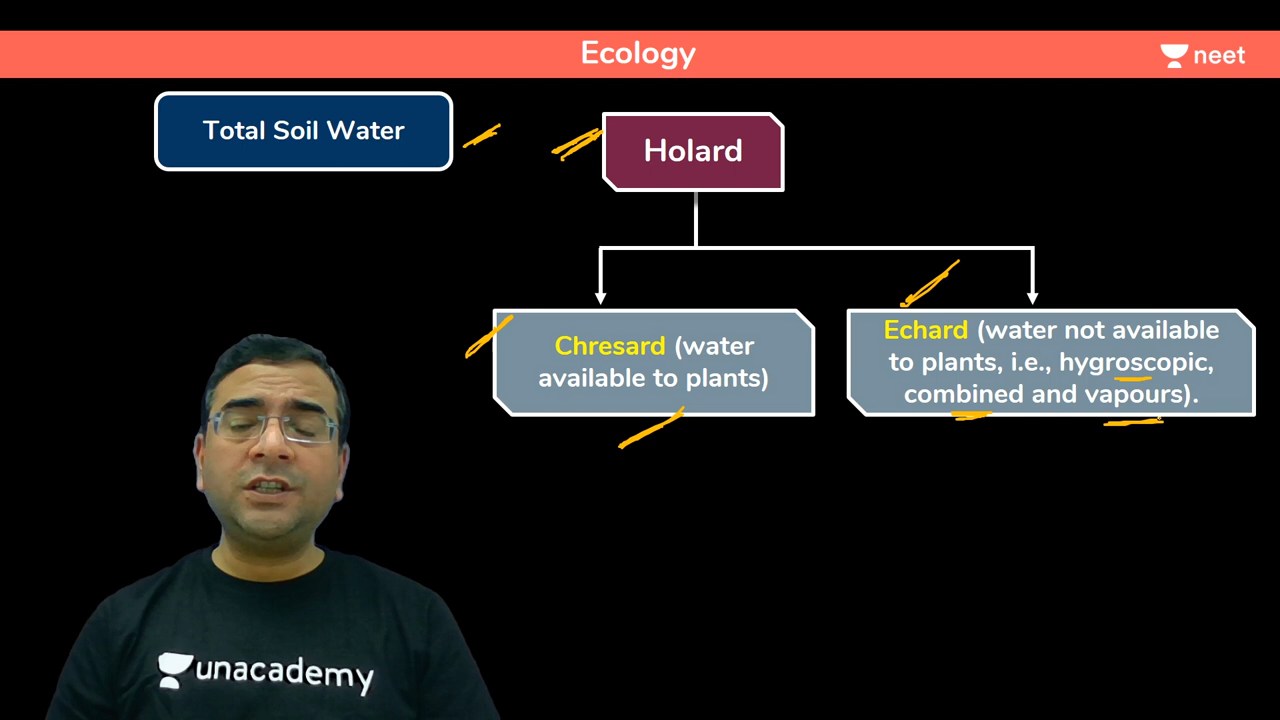 Ecology
neet
Total Soil Water
Holard
Chresard (water
available to plants)
Echard (water not available
to plants, i.e., hygroscopic,
combined and vapours).
unacademy